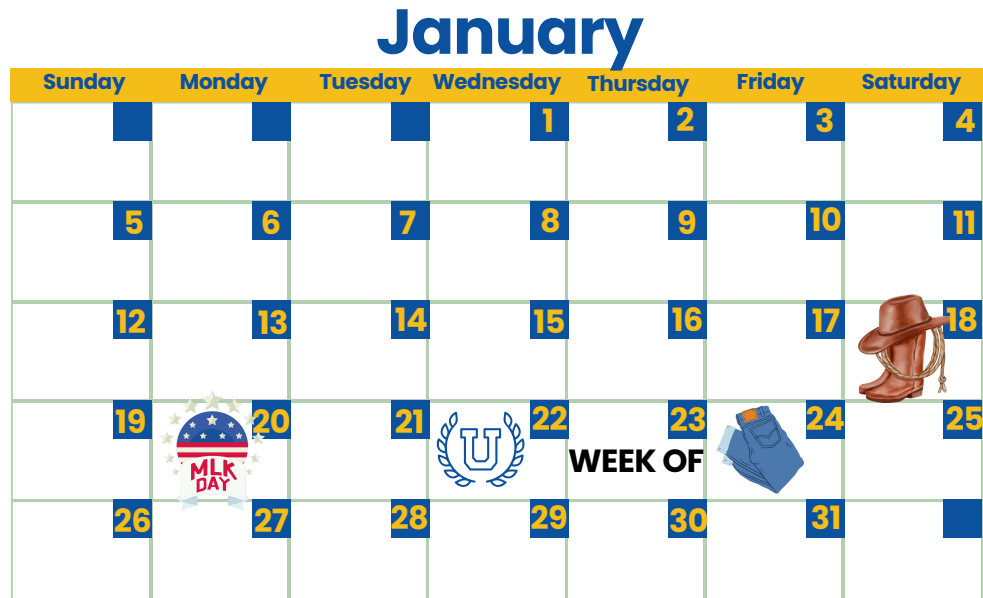 January
Sunday Monday Tuesday Wednesday Thursday Friday Saturday
1 2 3 4
5 6 7 8 9 10 11
12 13 14 15 16 17 18
19 20 21 22 23 24 25
MLK
DAY
U
WEEK OF
26 27 28 29 30 31